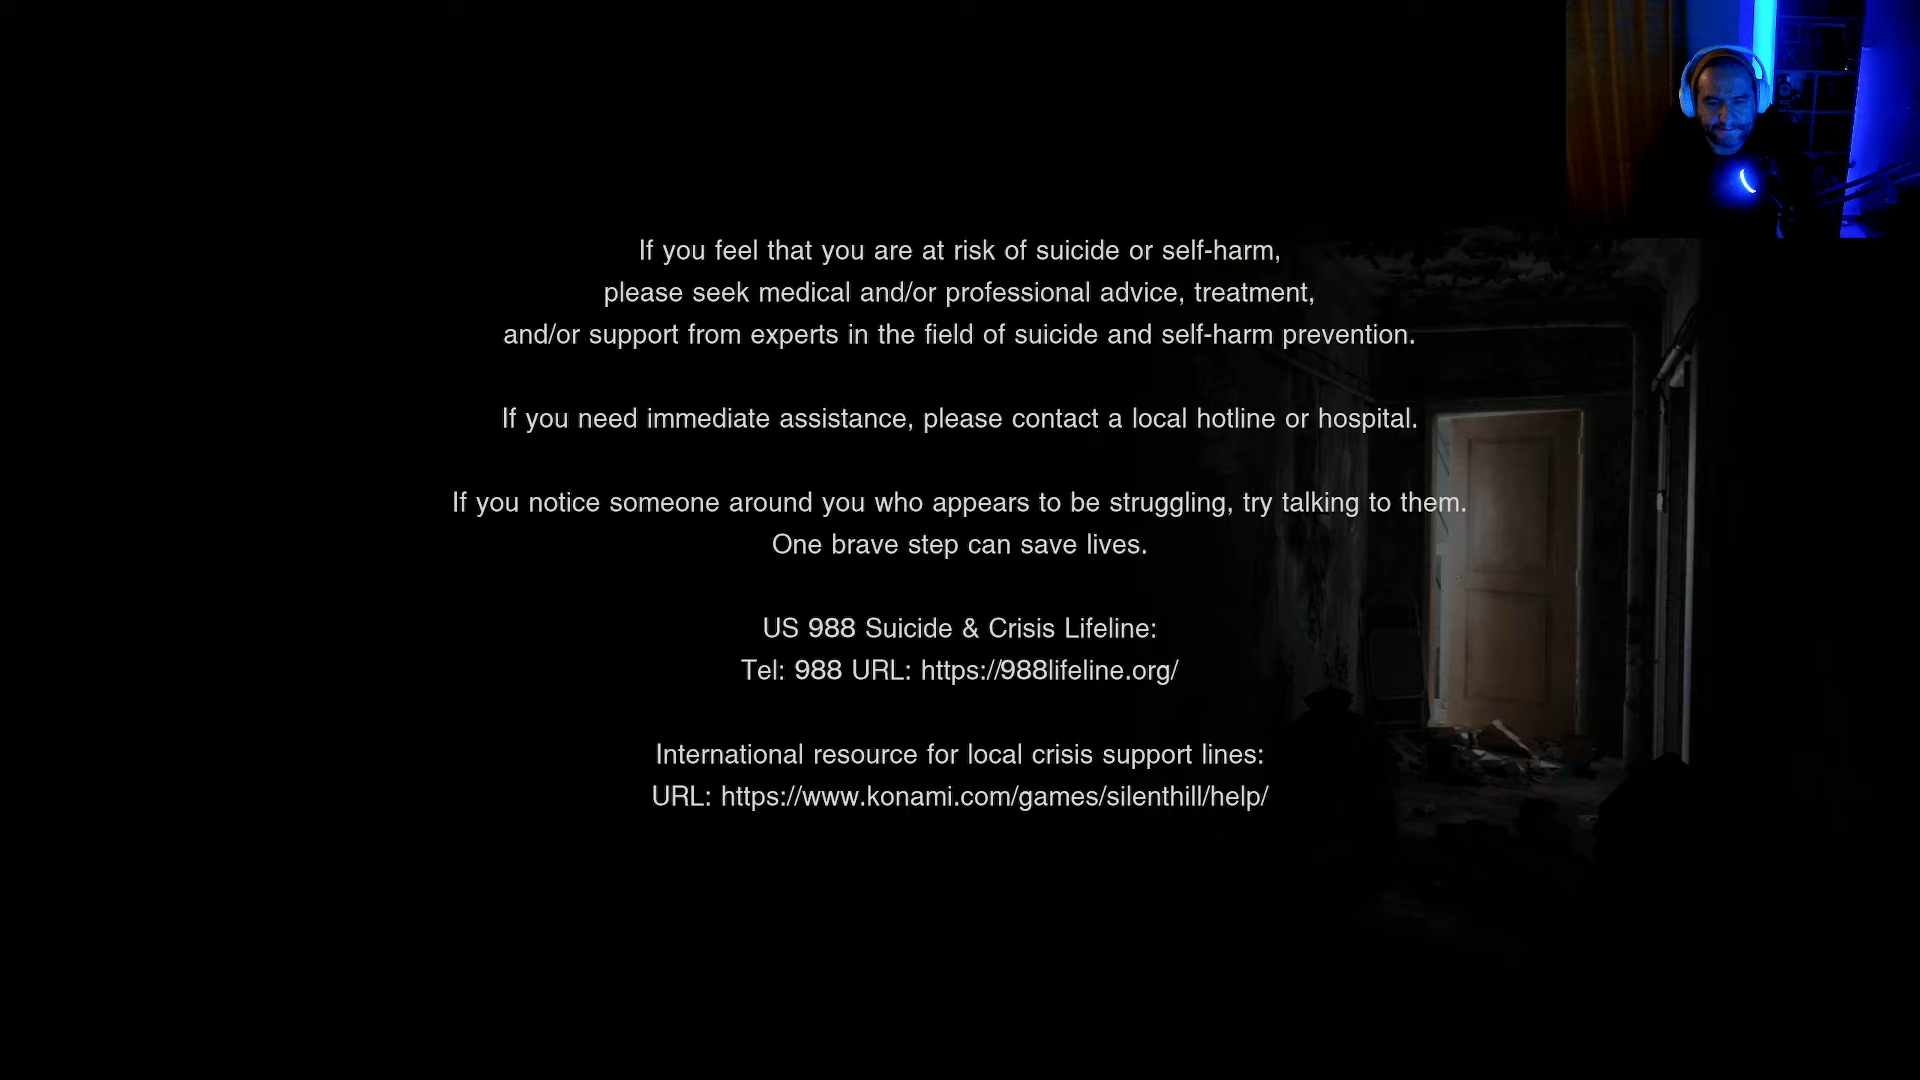 If you feel that you are at risk of suicide or self-harm,
please seek medical and/or professional advice, treatment,
and/or support from experts in the field of suicide and self-harm prevention.
If you need immediate assistance, please contact a local hotline or hospital.
If you notice someone around you who appears to be struggling, try talking to them.
One brave step can save lives.
US 988 Suicide & Crisis Lifeline:
Tel: 988 URL: https://988lifeline.org/
International resource for local crisis support lines:
URL: https://www.konami.com/games/silenthill/help/